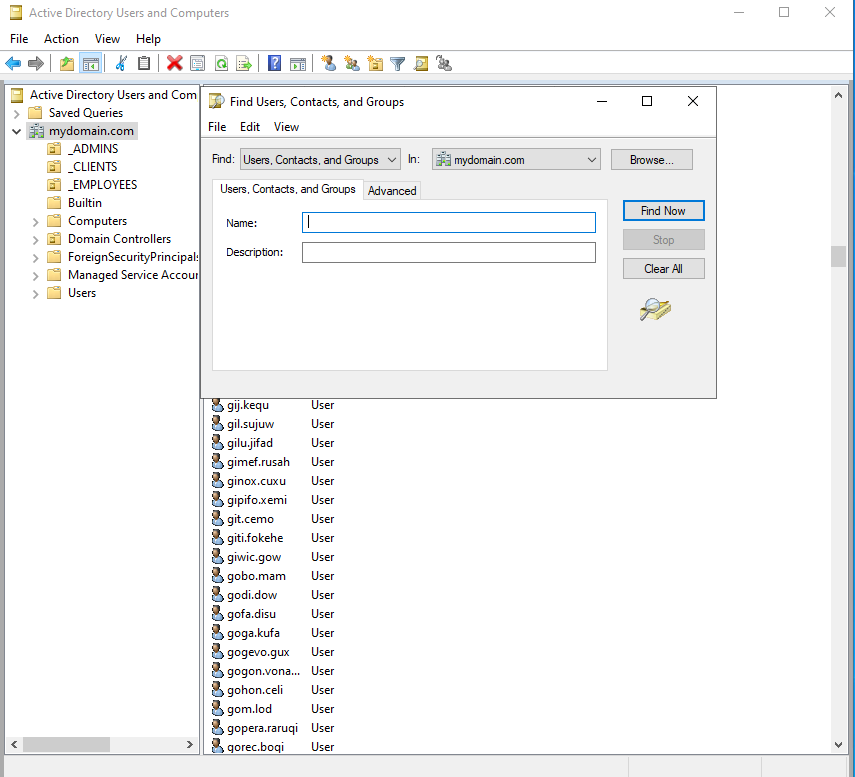 Active Directory Users and Computers
File Action View Help
Active Directory Users and Com
Saved Queries
mydomain.com
_ADMINS
_CLIENTS
_EMPLOYEES
Builtin
Computers
Domain Controllers
ForeignSecurityPrincipals
Managed Service Accour
Users
Find Users, Contacts, and Groups
File Edit View
Find: Users, Contacts, and Groups In: mydomain.com Browse...
Users, Contacts, and Groups Advanced
Name:
Description:
Find Now
Stop
Clear All
gij.kequ User
gil.sujuw User
gilu.jifad User
gimef.rusah User
ginox.cuxu User
gipifo.xemi User
git.cemo User
giti.fokehe User
giwic.gow User
gobo.mam User
godi.dow User
gofa.disu User
goga.kufa User
gogevo.gux User
gogon.vona... User
gohon.celi User
gom.lod User
gopera.raruqi User
gorec.boqi User